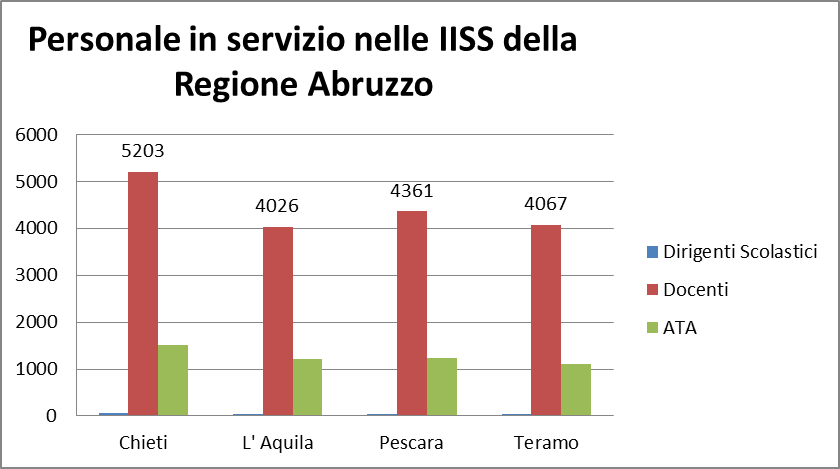 Personale in servizio nelle IISS della
Regione Abruzzo
6000
5000
4000
3000
2000
1000
0
5203
4026
4361
4067
Chieti
L' Aquila
Pescara
Teramo
Dirigenti Scolastici
Docenti
ATA